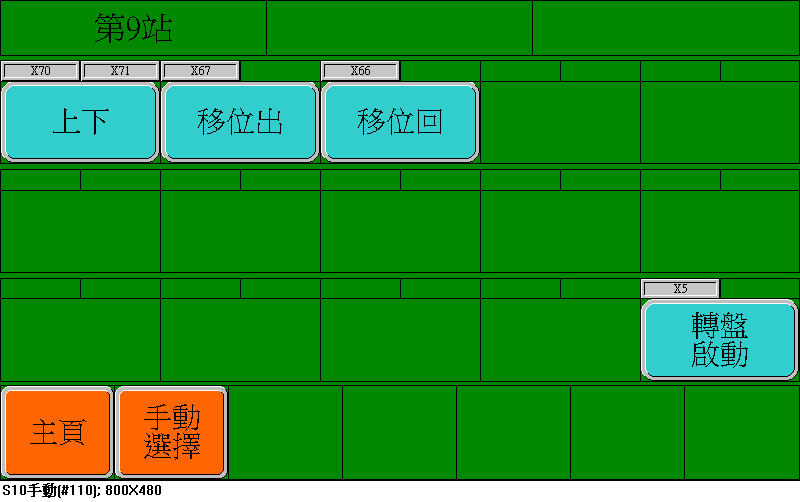 第9站
X70 X71 X67 X66
上下 移位出 移位回
X5
轉盤
啟動
主頁 手動
選擇
S10手動(#110); 800X480